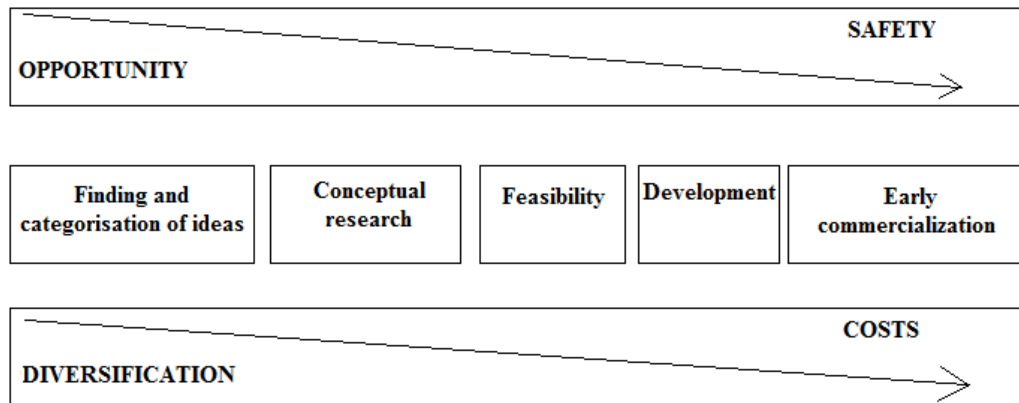 SAFETY
OPPORTUNITY
Finding and
categorisation of ideas
Conceptual
research
Feasibility
Development
Early
commercialization
COSTS
DIVERSIFICATION